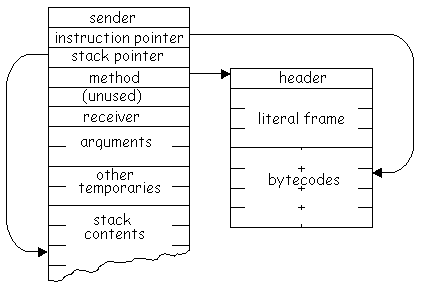 sender
instruction pointer
stack pointer
method
(unused)
receiver
arguments
other
temporaries
stack
contents
header
literal frame
bytecodes